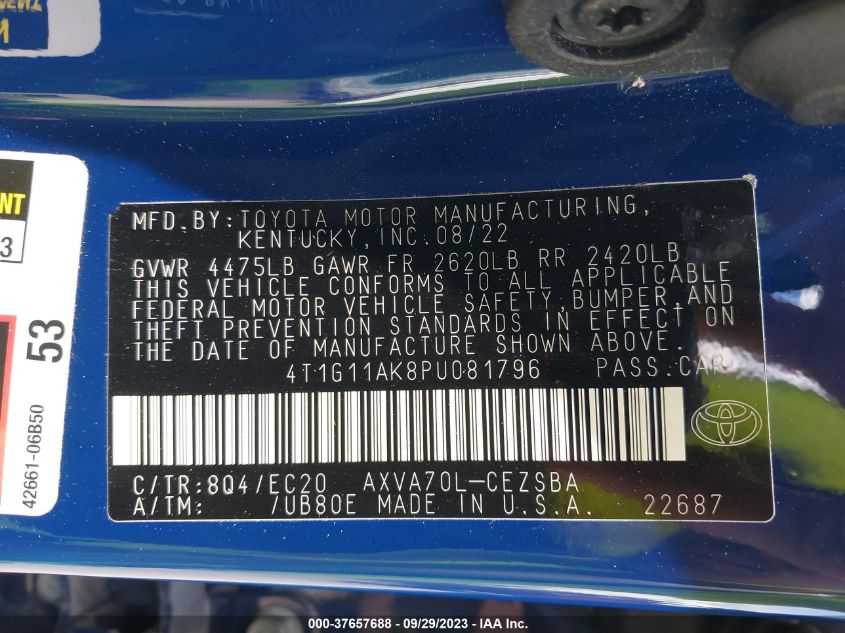 NT
3
53
42661-06B50
MFD. BY: TOYOTA MOTOR MANUFACTURING,
KENTUCKY, INC. 08/22
GVWR 4475LB GAWR FR 2620LB RR 2420LB
THIS VEHICLE CONFORMS TO ALL APPLICABLE
FEDERAL MOTOR VEHICLE SAFETY, BUMPER, AND
THEFT PREVENTION STANDARDS IN EFFECT ON
THE DATE OF MANUFACTURE SHOWN ABOVE.
4T1G11AK8PU081796 PASS. CAR
C/TR: 8Q4/EC20 AXVA70L-CEZSBA
A/TM: /UB80E MADE IN U.S.A. 22687
000-37657688 - 09/29/2023 - Copyright © IAA, Inc.